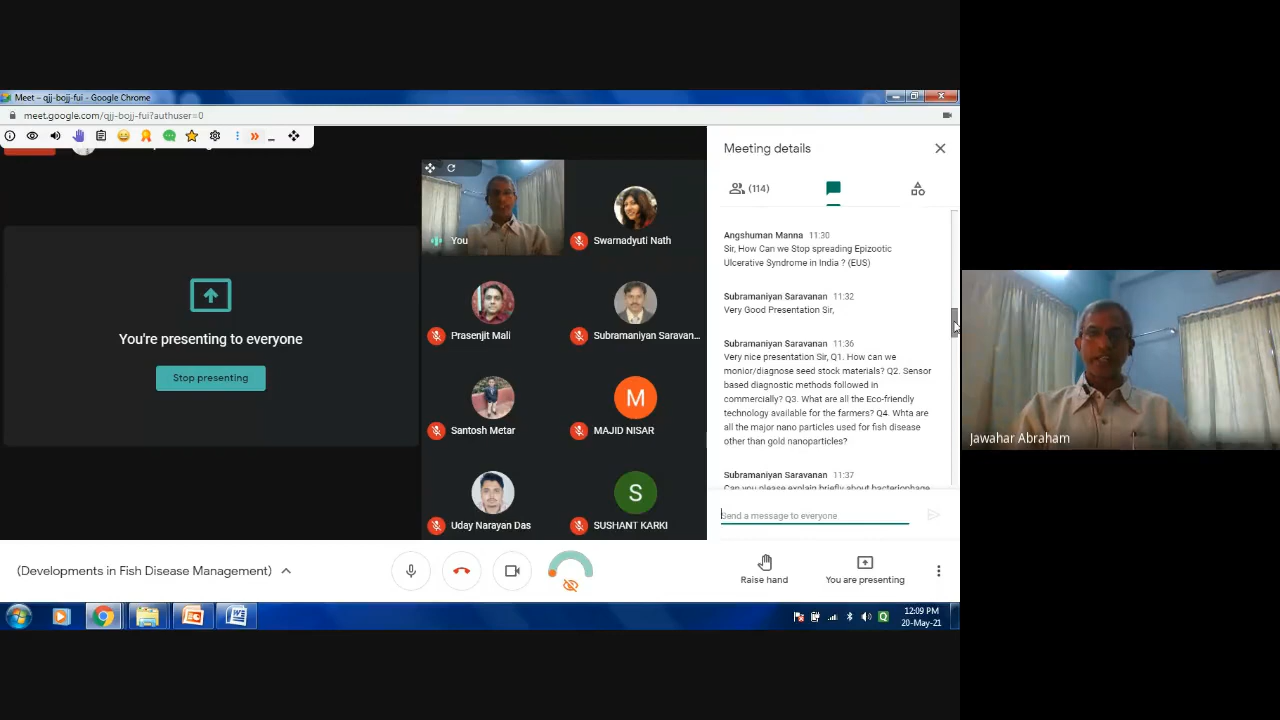 Meet – qjj-bojj-fui - Google Chrome
meet.google.com/qjj-bojj-fui?authuser=0
You're presenting to everyone
Stop presenting
You
Swarnadyuti Nath
Prasenjit Mali
Subramaniyan Saravan...
Santosh Metar
M
MAJID NISAR
Uday Narayan Das
S
SUSHANT KARKI
Meeting details
(114)
Angshuman Manna 11:30
Sir, How Can we Stop spreading Epizootic
Ulcerative Syndrome in India ? (EUS)
Subramaniyan Saravanan 11:32
Very Good Presentation Sir,
Subramaniyan Saravanan 11:36
Very nice presentation Sir, Q1. How can we
monior/diagnose seed stock materials? Q2. Sensor
based diagnostic methods followed in
commercially? Q3. What are all the Eco-friendly
technology available for the farmers? Q4. Whta are
all the major nano particles used for fish disease
other than gold nanoparticles?
Subramaniyan Saravanan 11:37
Can you please explain briefly about bacteriophage
Send a message to everyone
(Developments in Fish Disease Management)
Raise hand
You are presenting
12:09 PM
20-May-21
Jawahar Abraham